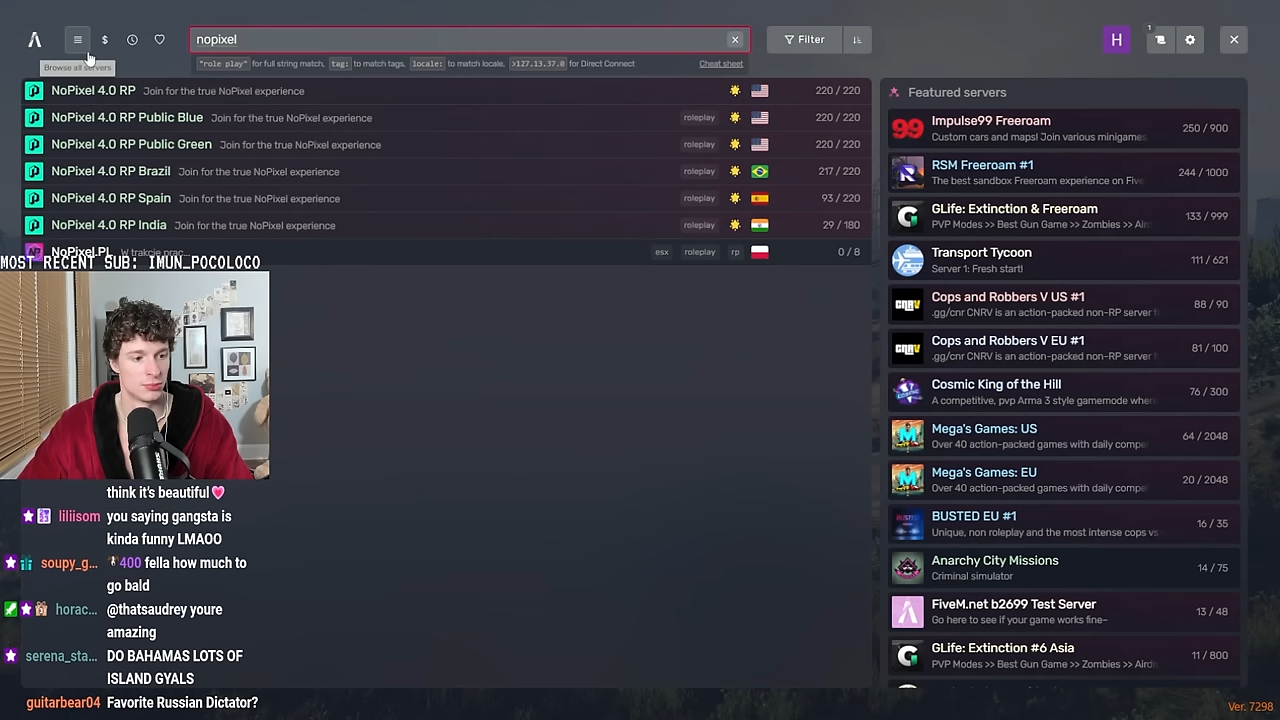 $
nopixel
Filter
H
1
Browse all servers
"role play" for full string match, tag: to match tags, locale: to match locale, >127.13.37.0 for Direct Connect
Cheat sheet
NoPixel 4.0 RP Join for the true NoPixel experience 220 / 220
NoPixel 4.0 RP Public Blue Join for the true NoPixel experience roleplay 220 / 220
NoPixel 4.0 RP Public Green Join for the true NoPixel experience roleplay 220 / 220
NoPixel 4.0 RP Brazil Join for the true NoPixel experience roleplay 217 / 220
NoPixel 4.0 RP Spain Join for the true NoPixel experience roleplay 93 / 220
NoPixel 4.0 RP India Join for the true NoPixel experience roleplay 29 / 180
NP NoPixel.PL W trakcie prac... esx roleplay rp 0 / 8
MOST RECENT SUB: IMUN_POCOLOCO
think it's beautiful
liliisom you saying gangsta is
kinda funny LMAOO
soupy_g... 400 fella how much to
go bald
horac... @thatsaudrey youre
amazing
serena_sta... DO BAHAMAS LOTS OF
ISLAND GYALS
guitarbear04 Favorite Russian Dictator?
Featured servers
99 Impulse99 Freeroam
Custom cars and maps! Join various minigames 250 / 900
RSM Freeroam #1
The best sandbox Freeroam experience on Five 244 / 1000
GLife: Extinction & Freeroam
PVP Modes >> Best Gun Game >> Zombies >> Aird 133 / 999
Transport Tycoon
Server 1: Fresh start! 111 / 621
CNRV Cops and Robbers V US #1
.gg/cnr CNRV is an action-packed non-RP server f 88 / 90
CNRV Cops and Robbers V EU #1
.gg/cnr CNRV is an action-packed non-RP server f 81 / 100
Cosmic King of the Hill
A competitive, pvp Arma 3 style gamemode where 76 / 300
Mega's Games: US
Over 40 action-packed games with daily compe 64 / 2048
Mega's Games: EU
Over 40 action-packed games with daily compe 20 / 2048
BUSTED BUSTED EU #1
Unique, non roleplay and the most intense cops vs 16 / 35
Anarchy City Missions
Criminal simulator 14 / 75
FiveM.net b2699 Test Server
Go here to see if your game works fine~ 13 / 48
GLife: Extinction #6 Asia
PVP Modes >> Best Gun Game >> Zombies >> Aird 11 / 800
Ver. 7298